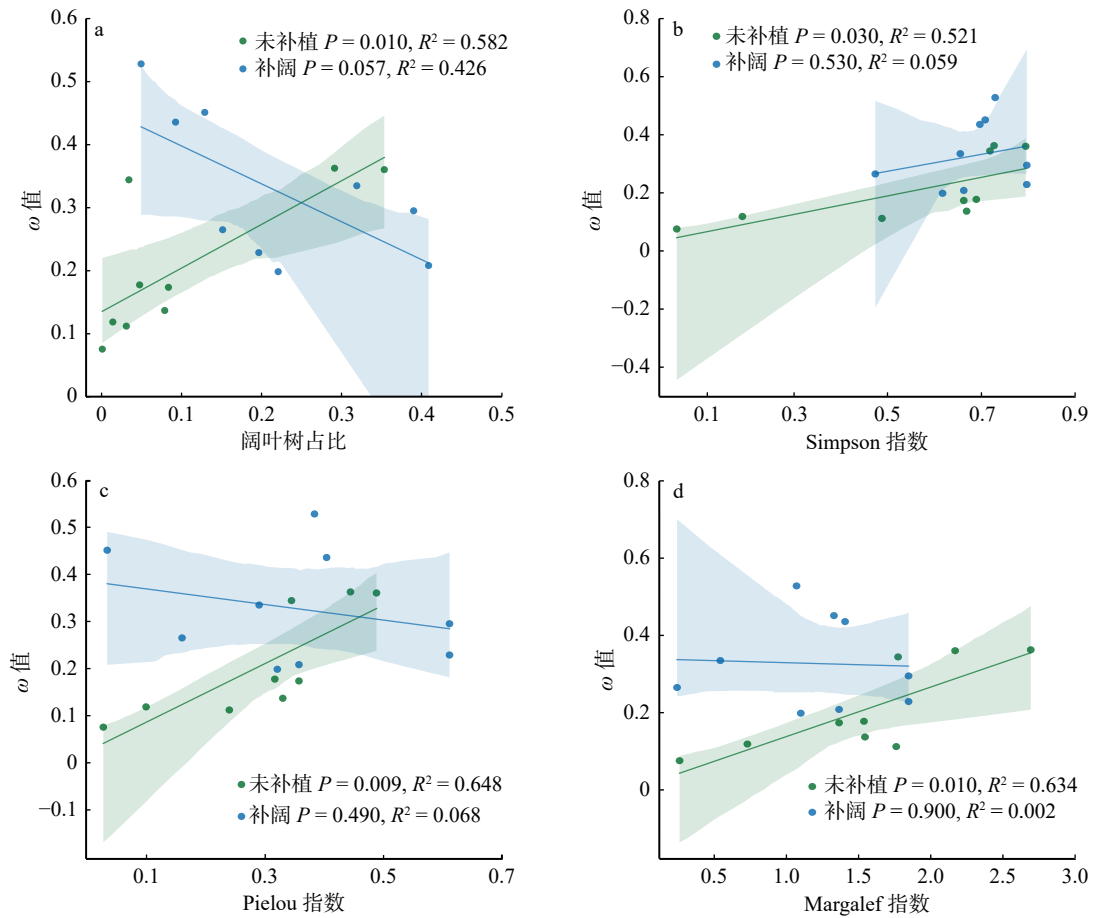 a
未补植 P = 0.010, R² = 0.582
补阔 P = 0.057, R² = 0.426
0.6
0.5
0.4
0.3
0.2
0.1
0
ω 值
0 0.1 0.2 0.3 0.4 0.5
阔叶树占比
b
未补植 P = 0.030, R² = 0.521
补阔 P = 0.530, R² = 0.059
0.8
0.6
0.4
0.2
0
−0.2
−0.4
ω 值
0.1 0.3 0.5 0.7 0.9
Simpson 指数
c
0.6
0.5
0.4
0.3
0.2
0.1
0
−0.1
ω 值
未补植 P = 0.009, R² = 0.648
补阔 P = 0.490, R² = 0.068
0.1 0.3 0.5 0.7
Pielou 指数
d
0.8
0.6
0.4
0.2
0
ω 值
未补植 P = 0.010, R² = 0.634
补阔 P = 0.900, R² = 0.002
0.5 1.0 1.5 2.0 2.5 3.0
Margalef 指数